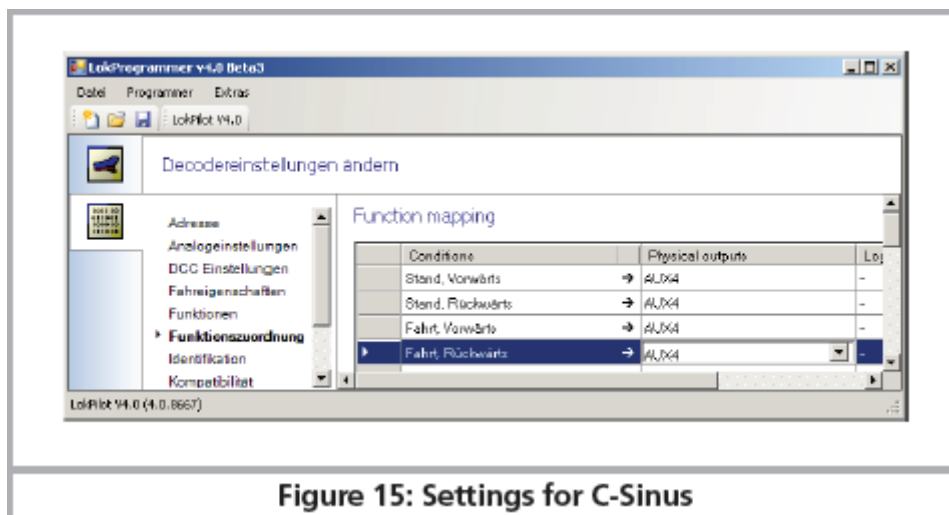 LokProgrammer v4.0 Beta3
Datei Programmer Extras
LokPilot V4.0
Decodereinstellungen ändern
Adresse
Analogeinstellungen
DCC Einstellungen
Fahreigenschaften
Funktionen
Funktionszuordnung
Identifikation
Kompatibilität
Function mapping
Conditions Physical outputs Log
Stand, Vorwärts → AUX4 -
Stand, Rückwärts → AUX4 -
Fahrt, Vorwärts → AUX4 -
Fahrt, Rückwärts → AUX4 -
LokPilot V4.0 (4.0.8667)
Figure 15: Settings for C-Sinus